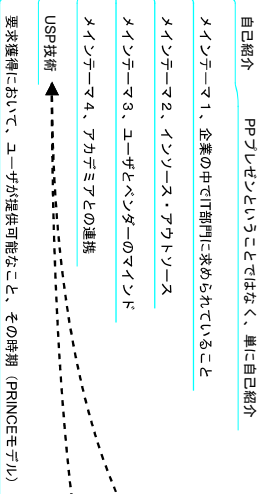 自己紹介
PPプレゼンということではなく、単に自己紹介
メインテーマ１、企業の中でIT部門に求められていること
メインテーマ２、インソース・アウトソース
メインテーマ３、ユーザとベンダーのマインド
メインテーマ４、アカデミアとの連携
USP技術
要求獲得において、ユーザが提供可能なこと、その時期（PRINCEモデル）